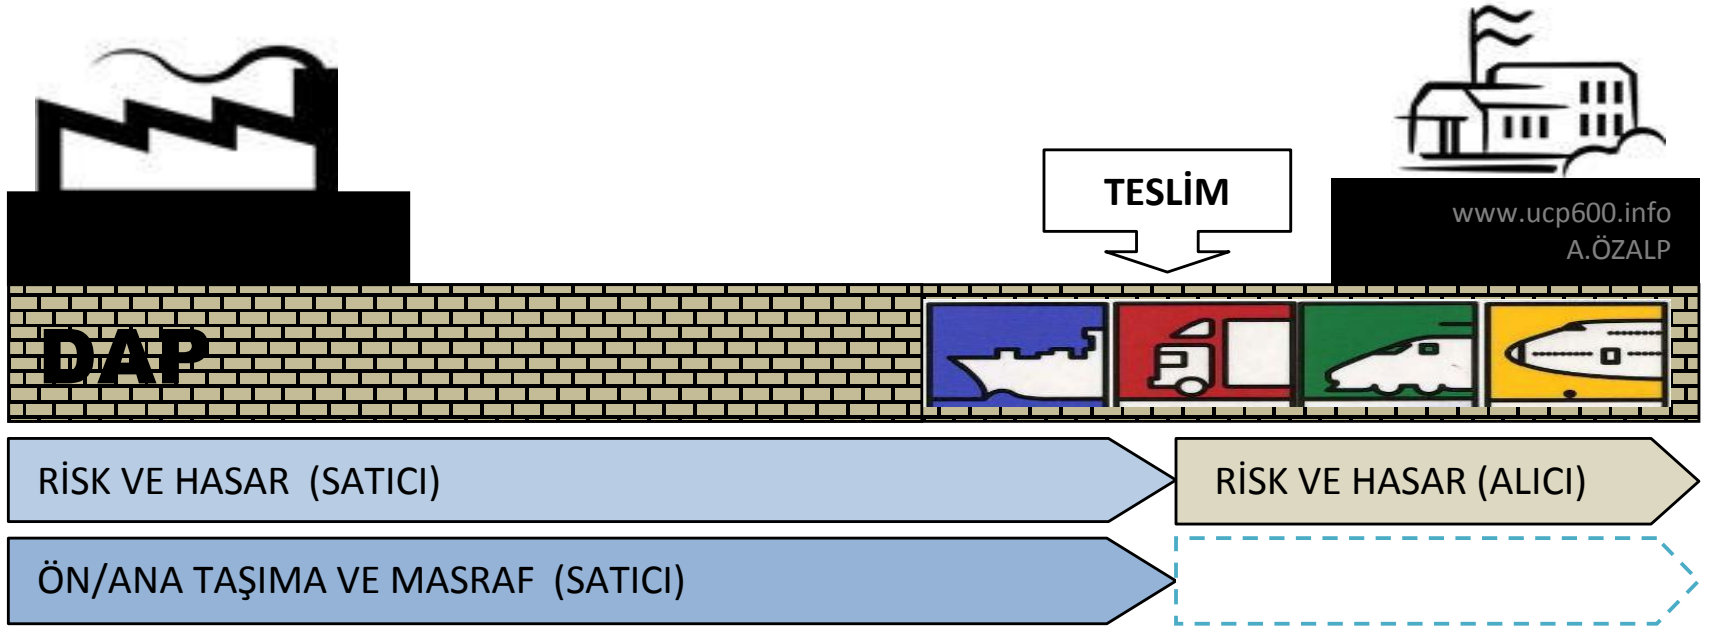 TESLİM
www.ucp600.info
A.ÖZALP
DAP
RİSK VE HASAR (SATICI)
RİSK VE HASAR (ALICI)
ÖN/ANA TAŞIMA VE MASRAF (SATICI)